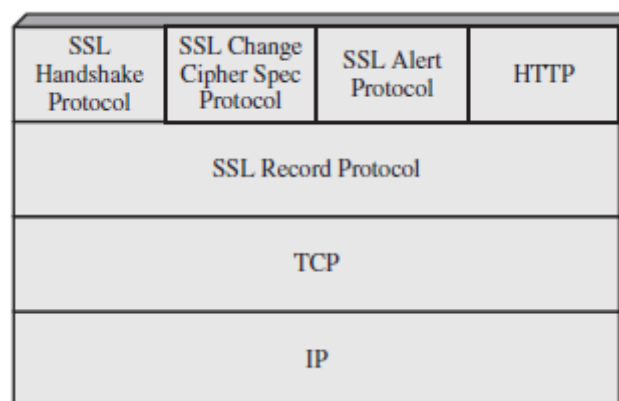 SSL
Handshake
Protocol
SSL Change
Cipher Spec
Protocol
SSL Alert
Protocol
HTTP
SSL Record Protocol
TCP
IP